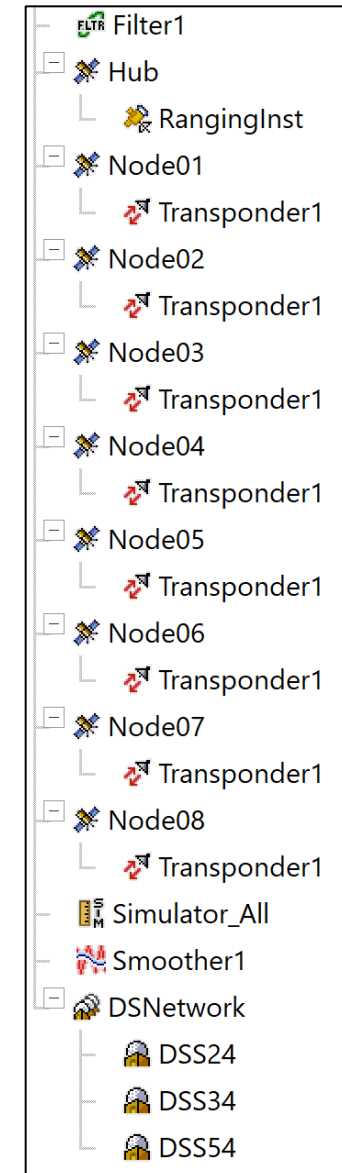 FLTR Filter1
Hub
RangingInst
Node01
Transponder1
Node02
Transponder1
Node03
Transponder1
Node04
Transponder1
Node05
Transponder1
Node06
Transponder1
Node07
Transponder1
Node08
Transponder1
SIM Simulator_All
Smoother1
DSNetwork
DSS24
DSS34
DSS54